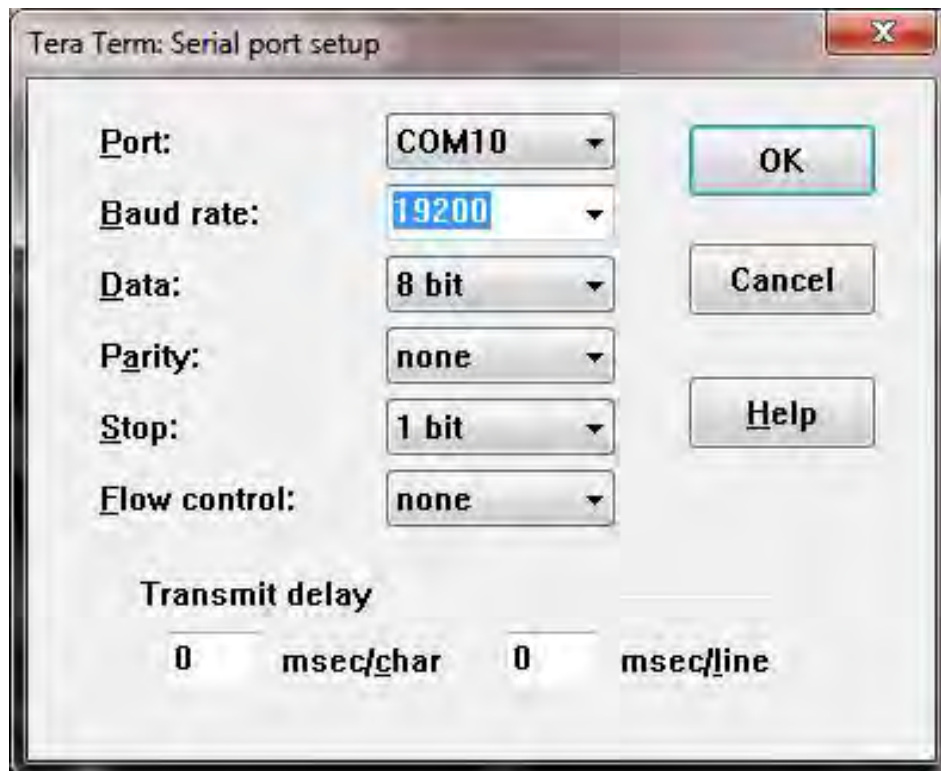 Tera Term: Serial port setup
Port: COM10
OK
Baud rate: 19200
Data: 8 bit
Cancel
Parity: none
Stop: 1 bit
Help
Flow control: none
Transmit delay
0 msec/char 0 msec/line